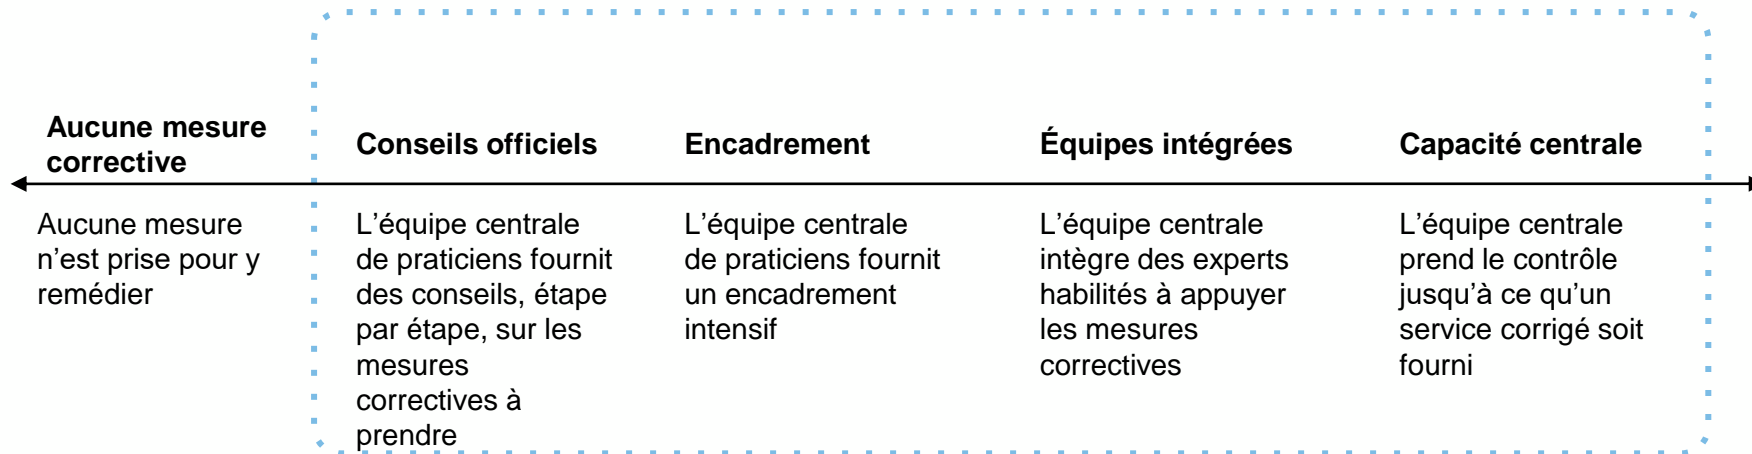 Aucune mesure
corrective
Conseils officiels
Encadrement
Équipes intégrées
Capacité centrale
Aucune mesure
n’est prise pour y
remédier
L’équipe centrale
de praticiens fournit
des conseils, étape
par étape, sur les
mesures
correctives à
prendre
L’équipe centrale
de praticiens fournit
un encadrement
intensif
L’équipe centrale
intègre des experts
habilités à appuyer
les mesures
correctives
L’équipe centrale
prend le contrôle
jusqu’à ce qu’un
service corrigé soit
fourni